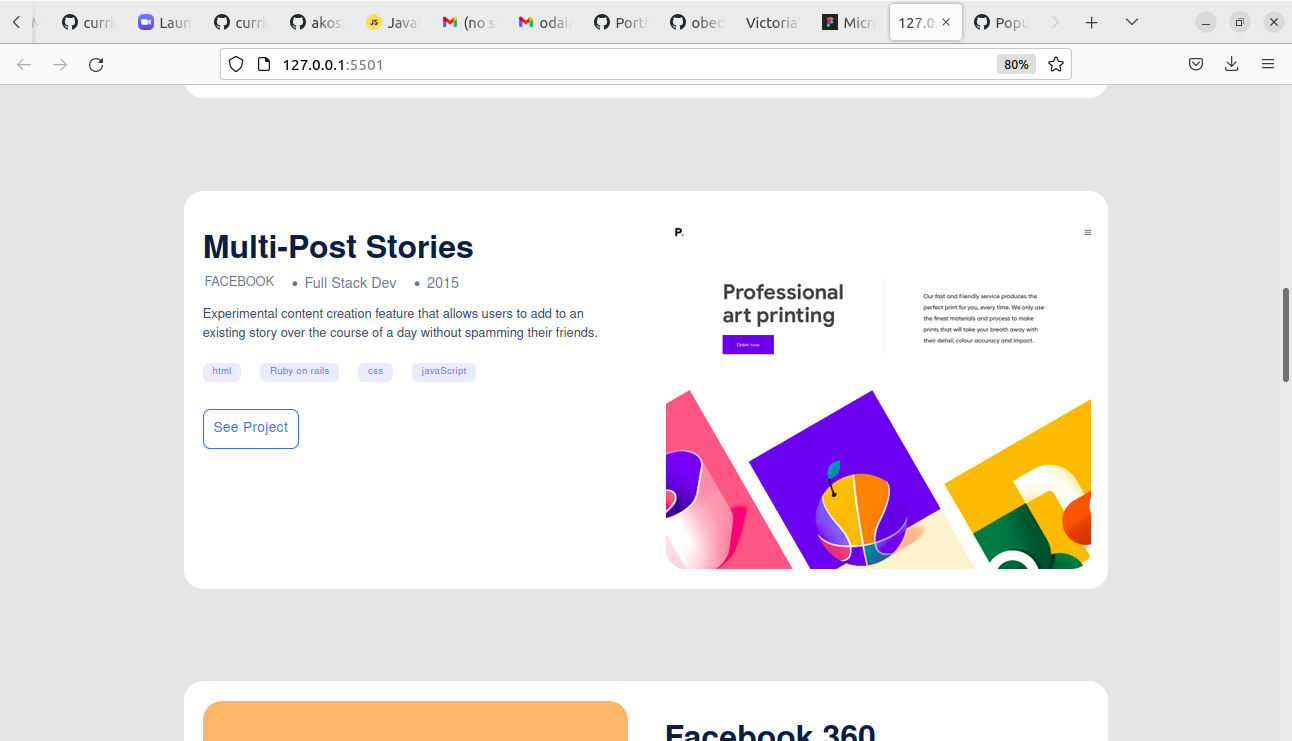 curri
Laun
curri
akos
JS Java
(no s
odai
Portf
obed
Victoria'
Micro
127.0.
Popu
127.0.0.1:5501
80%
Multi-Post Stories
FACEBOOK • Full Stack Dev • 2015
Experimental content creation feature that allows users to add to an
existing story over the course of a day without spamming their friends.
html Ruby on rails css javaScript
See Project
P.
Professional
art printing
Order now
Our fast and friendly service produces the
perfect print for you, every time. We only use
the finest materials and process to make
prints that will take your breath away with
their detail, colour accuracy and impact.
Facebook 360